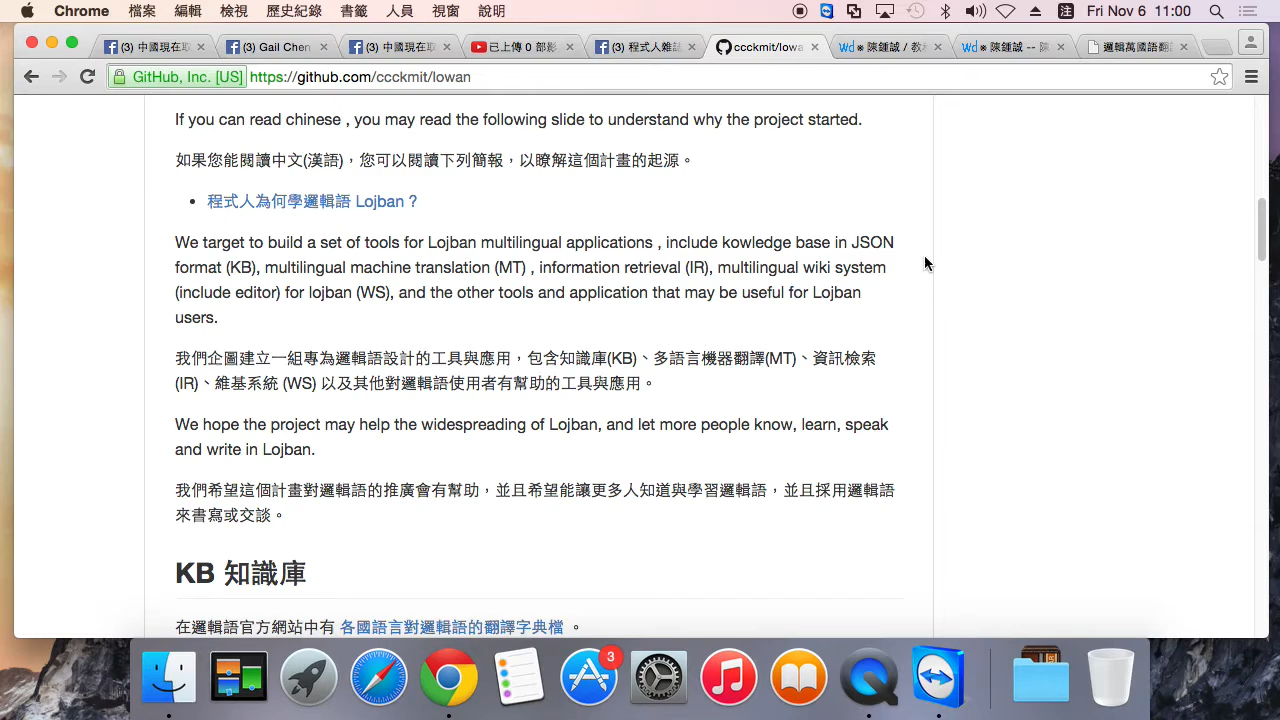 Chrome 檔案 編輯 檢視 歷史紀錄 書籤 人員 視窗 說明 注 Fri Nov 6 11:00
(3) 中國現在取 (3) Gail Chen (3) 中國現在取 已上傳 0 部影 (3) 程式人雜誌 ccckmit/lowa Wd ※ 陳鍾誠 / 教科 Wd ※ 陳鍾誠 -- 陳 邏輯萬國語翻
GitHub, Inc. [US] https://github.com/ccckmit/lowan
If you can read chinese , you may read the following slide to understand why the project started.
如果您能閱讀中文(漢語)，您可以閱讀下列簡報，以瞭解這個計畫的起源。
• 程式人為何學邏輯語 Lojban ?
We target to build a set of tools for Lojban multilingual applications , include kowledge base in JSON
format (KB), multilingual machine translation (MT) , information retrieval (IR), multilingual wiki system
(include editor) for lojban (WS), and the other tools and application that may be useful for Lojban
users.
我們企圖建立一組專為邏輯語設計的工具與應用，包含知識庫(KB)、多語言機器翻譯(MT)、資訊檢索
(IR)、維基系統 (WS) 以及其他對邏輯語使用者有幫助的工具與應用。
We hope the project may help the widespreading of Lojban, and let more people know, learn, speak
and write in Lojban.
我們希望這個計畫對邏輯語的推廣會有幫助，並且希望能讓更多人知道與學習邏輯語，並且採用邏輯語
來書寫或交談。
KB 知識庫
在邏輯語官方網站中有 各國語言對邏輯語的翻譯字典檔 。
3